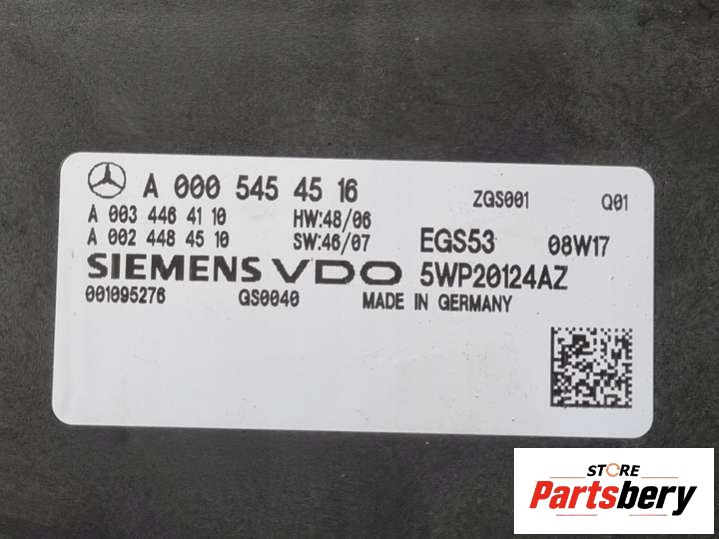 A 000 545 45 16 ZGS001 Q01
A 003 446 41 10 HW:48/06
A 002 448 45 10 SW:46/07 EGS53 08W17
SIEMENS VDO 5WP20124AZ
001095276 GS0040 MADE IN GERMANY
STORE
Partsbery